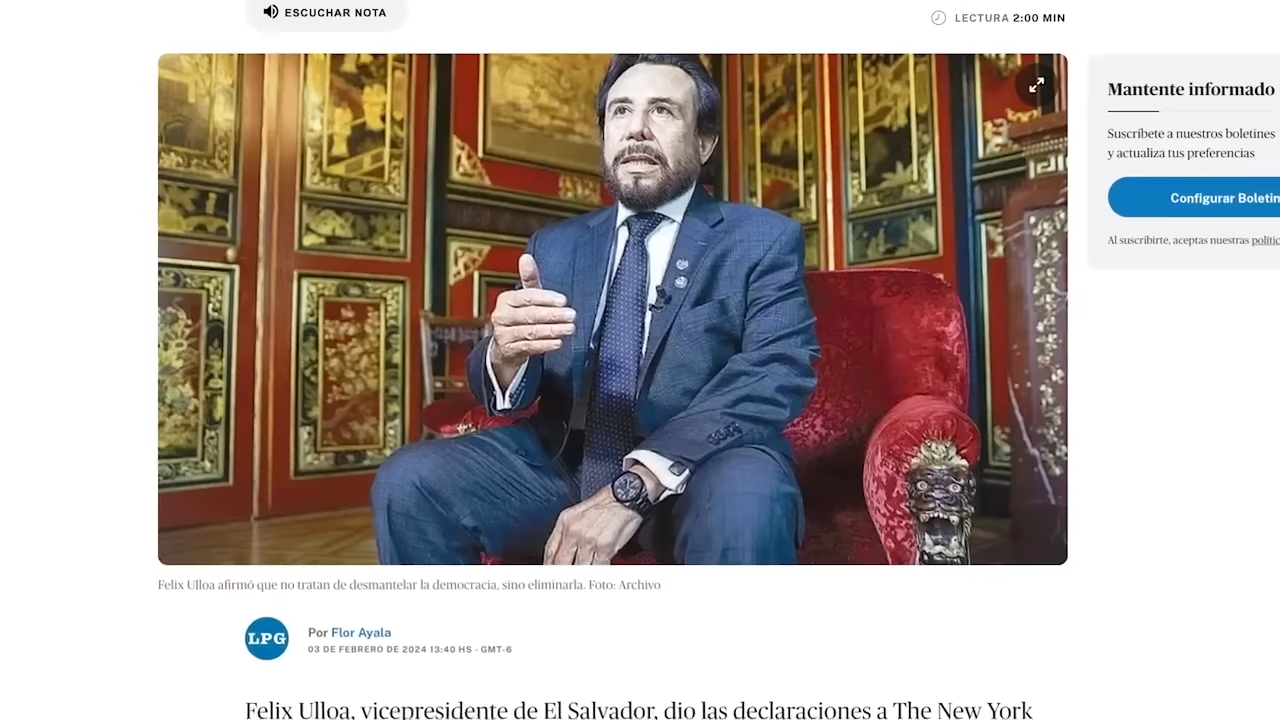 ESCUCHAR NOTA
LECTURA 2:00 MIN
Mantente informado
Suscríbete a nuestros boletines
y actualiza tus preferencias
Configurar Boletin
Al suscribirte, aceptas nuestras polític
Felix Ulloa afirmó que no tratan de desmantelar la democracia, sino eliminarla. Foto: Archivo
LPG
Por Flor Ayala
03 DE FEBRERO DE 2024 13:40 HS - GMT-6
Felix Ulloa, vicepresidente de El Salvador, dio las declaraciones a The New York